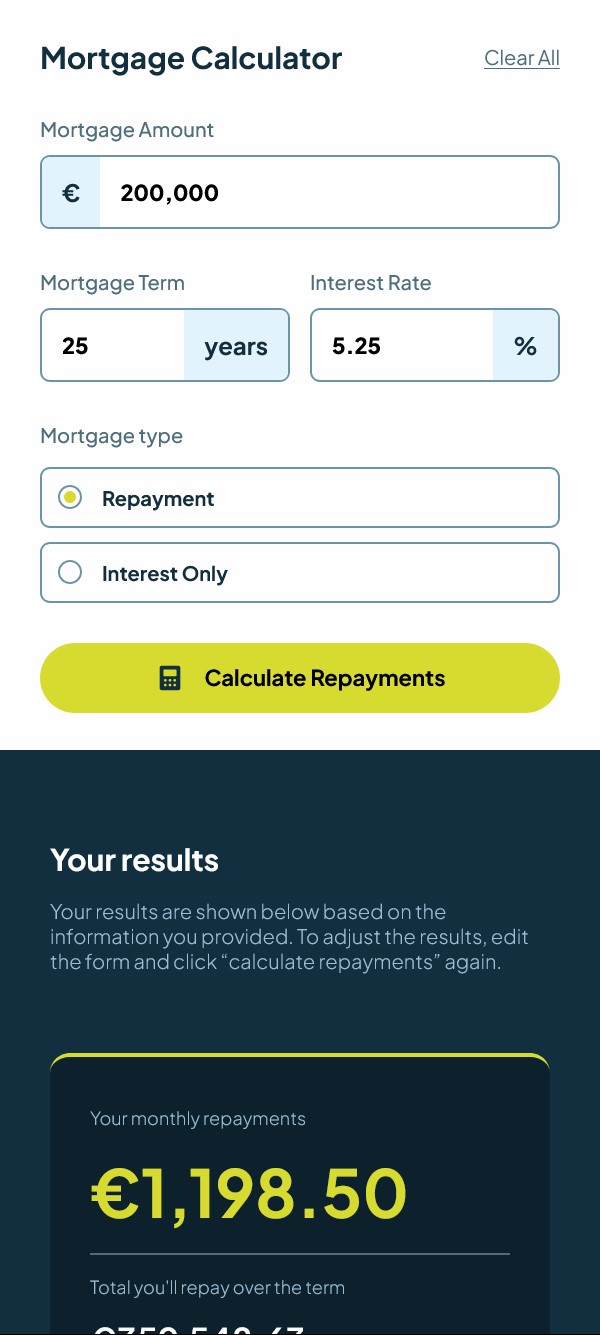 Mortgage Calculator
Clear All
Mortgage Amount
€ 200,000
Mortgage Term
Interest Rate
25 years
5.25 %
Mortgage type
Repayment
Interest Only
Calculate Repayments
Your results
Your results are shown below based on the
information you provided. To adjust the results, edit
the form and click “calculate repayments” again.
Your monthly repayments
€1,198.50
Total you'll repay over the term